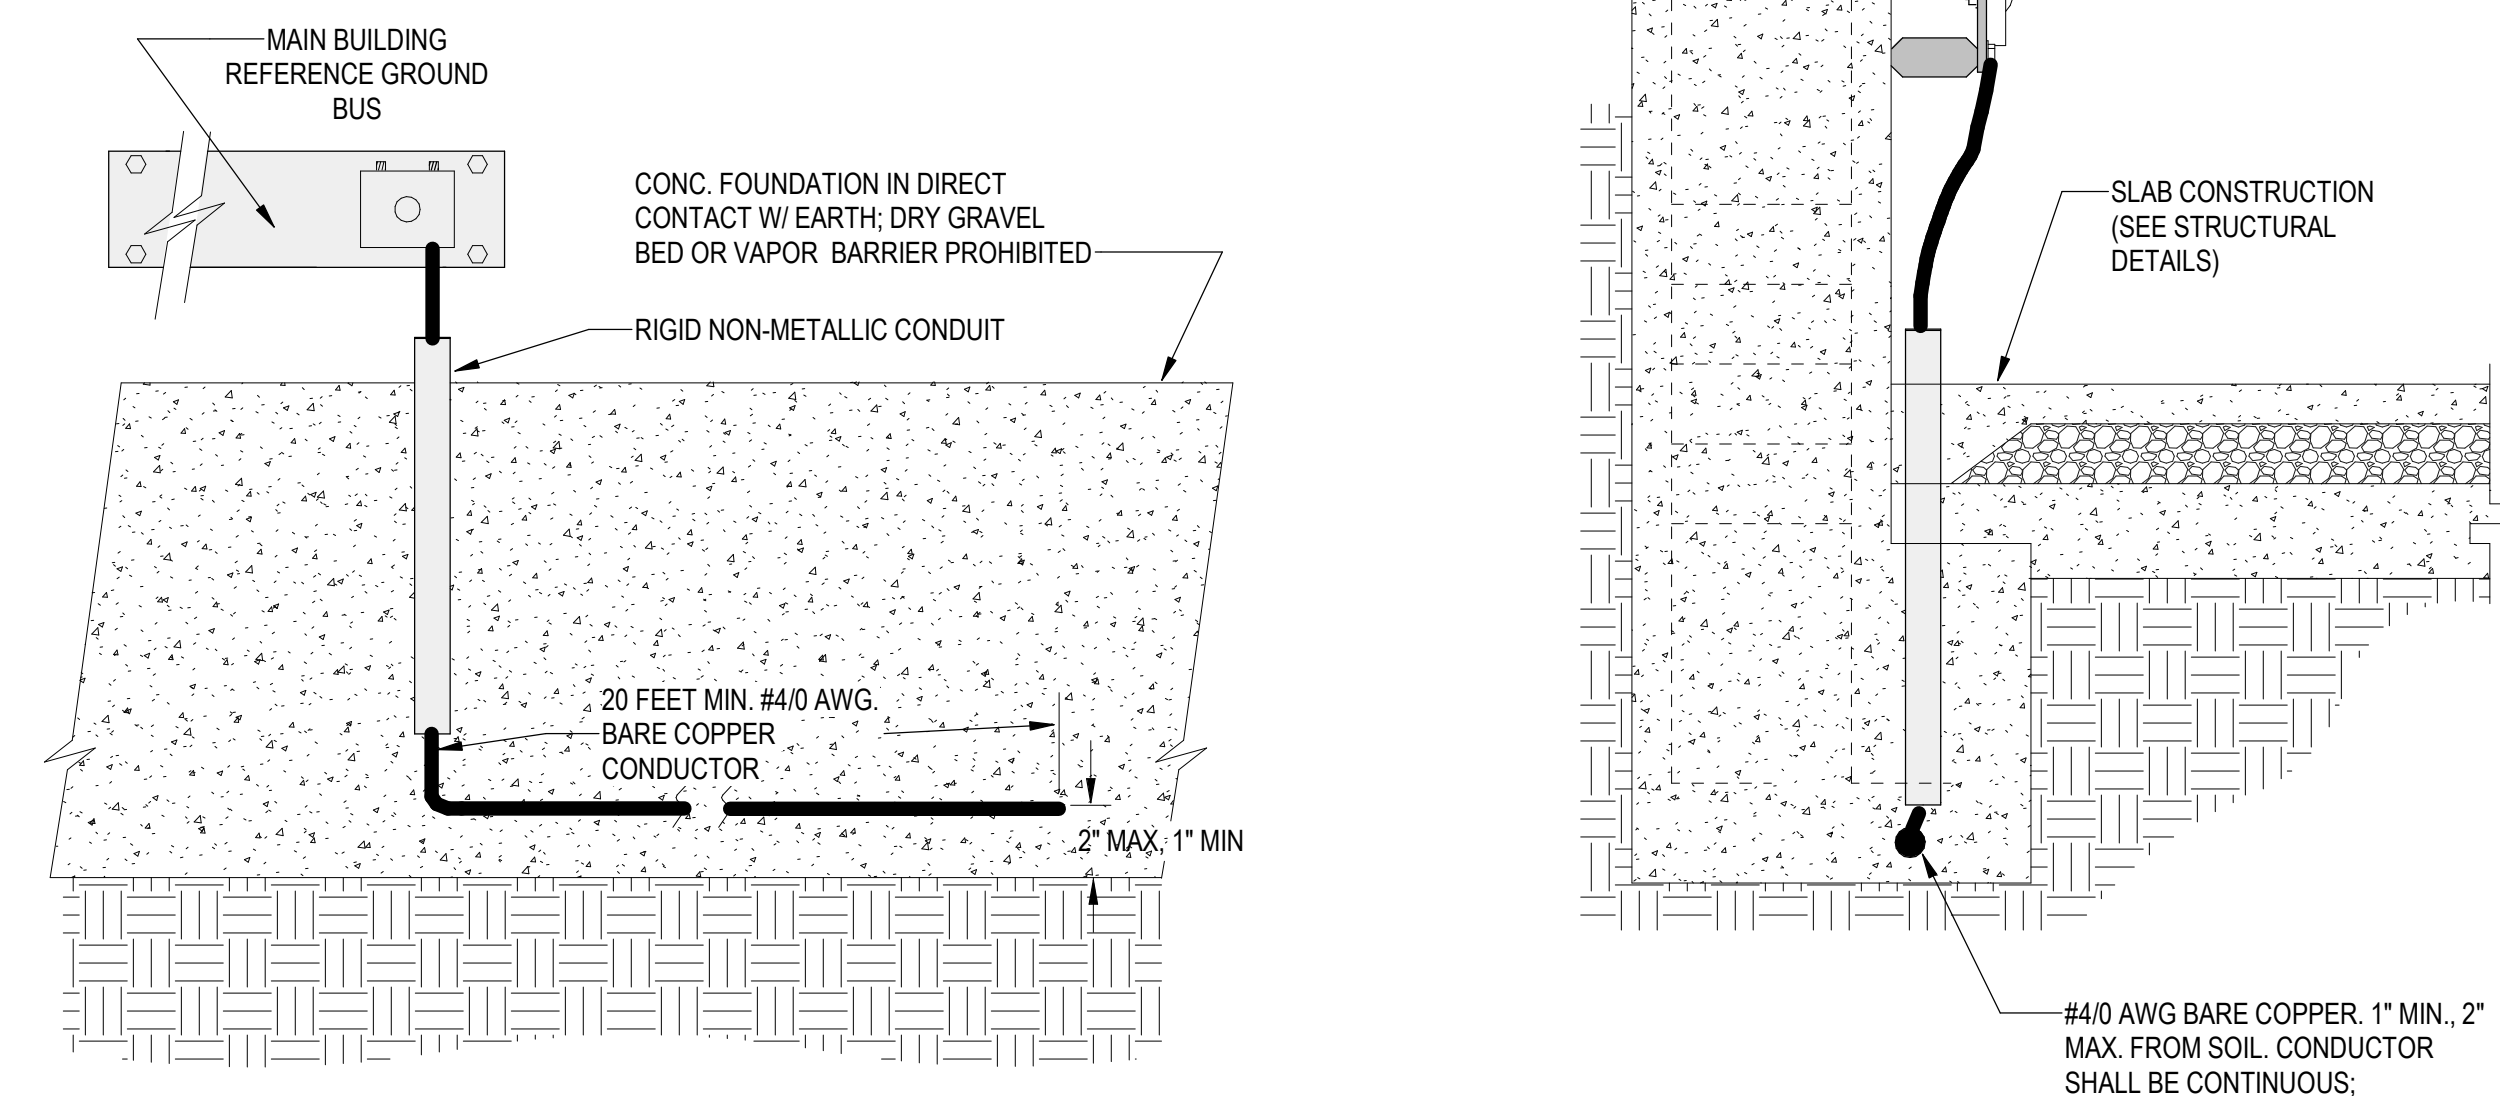 MAIN BUILDING
REFERENCE GROUND
BUS
CONC. FOUNDATION IN DIRECT
CONTACT W/ EARTH; DRY GRAVEL
BED OR VAPOR BARRIER PROHIBITED
RIGID NON-METALLIC CONDUIT
20 FEET MIN. #4/0 AWG.
BARE COPPER
CONDUCTOR
2" MAX, 1" MIN
SLAB CONSTRUCTION
(SEE STRUCTURAL
DETAILS)
#4/0 AWG BARE COPPER. 1" MIN., 2"
MAX. FROM SOIL. CONDUCTOR
SHALL BE CONTINUOUS;